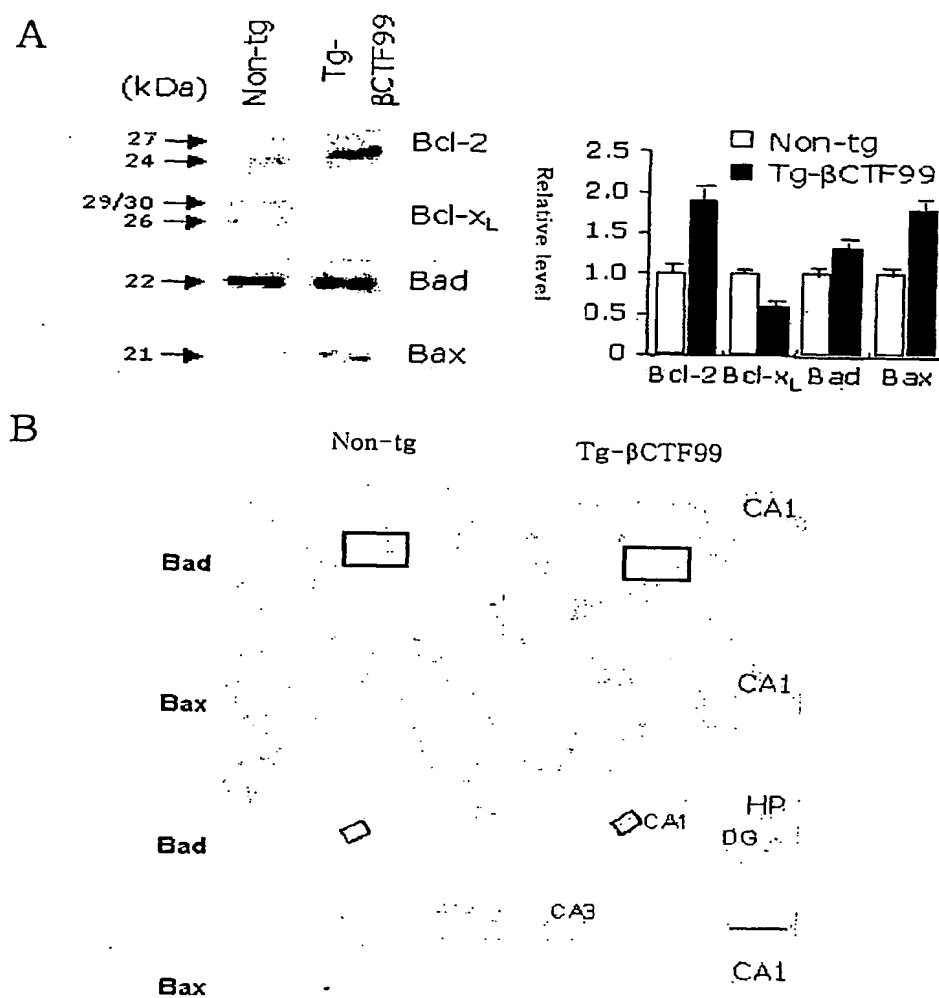 A
(kDa)
Non-tg
Tg-
βCTF99
27
24
Bcl-2
29/30
26
Bcl-xL
22
Bad
21
Bax
Non-tg
Tg-βCTF99
Relative level
2.5
2.0
1.5
1.0
0.5
0
Bcl-2 Bcl-xL Bad Bax
B
Non-tg Tg-βCTF99
CA1
Bad
CA1
Bax
HP
CA1
DG
Bad
CA3
CA1
Bax